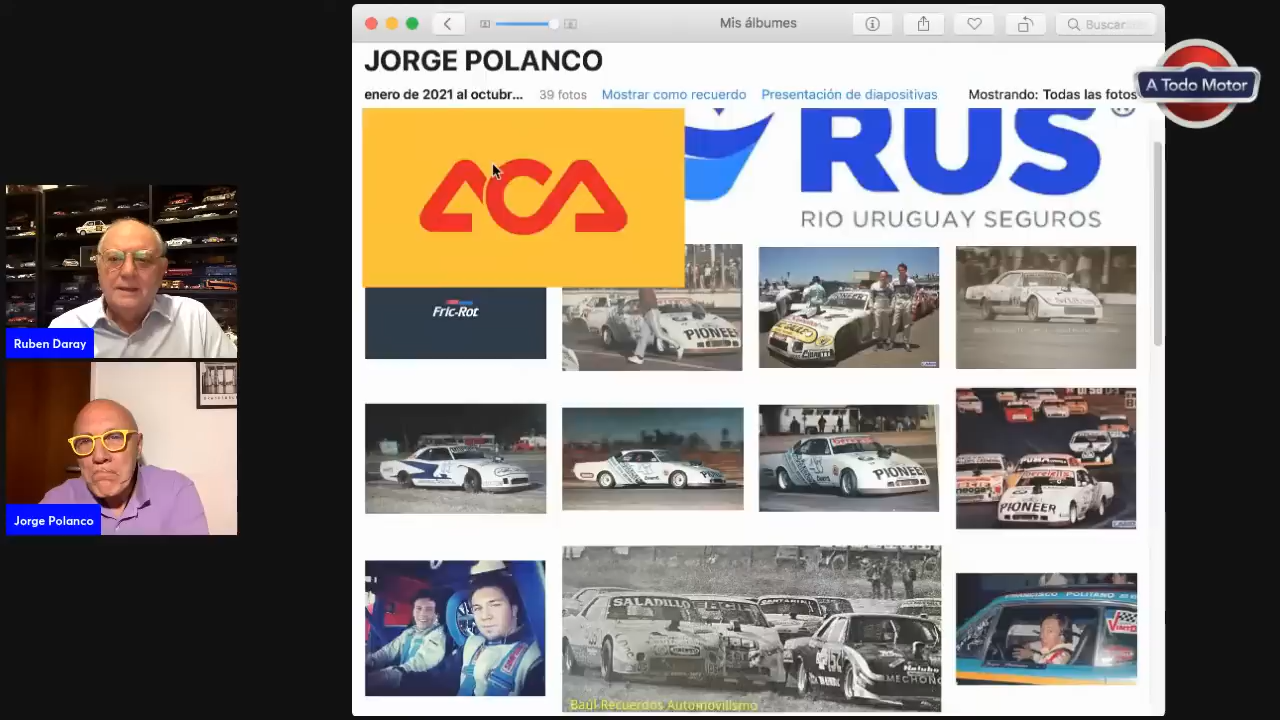 Mis álbumes
Buscar
JORGE POLANCO
enero de 2021 al octubr...
39 fotos
Mostrar como recuerdo
Presentación de diapositivas
Mostrando: Todas las fotos
A Todo Motor
ACA
RUS
RIO URUGUAY SEGUROS
Fric-Rot
PIONEER
Ruben Daray
PIONEER
PIONEER
Jorge Polanco
SALADILLO
FRANCISCO POLITANO
Baúl Recuerdos Automovilismo